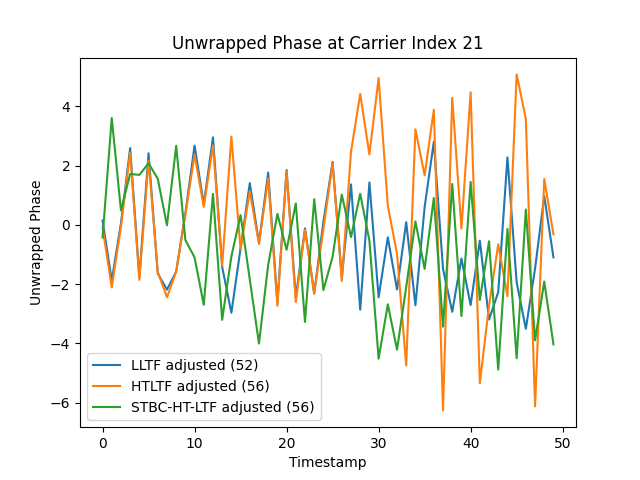 Unwrapped Phase at Carrier Index 21
Unwrapped Phase
4
2
0
−2
−4
−6
LLTF adjusted (52)
HTLTF adjusted (56)
STBC-HT-LTF adjusted (56)
0
10
20
30
40
50
Timestamp